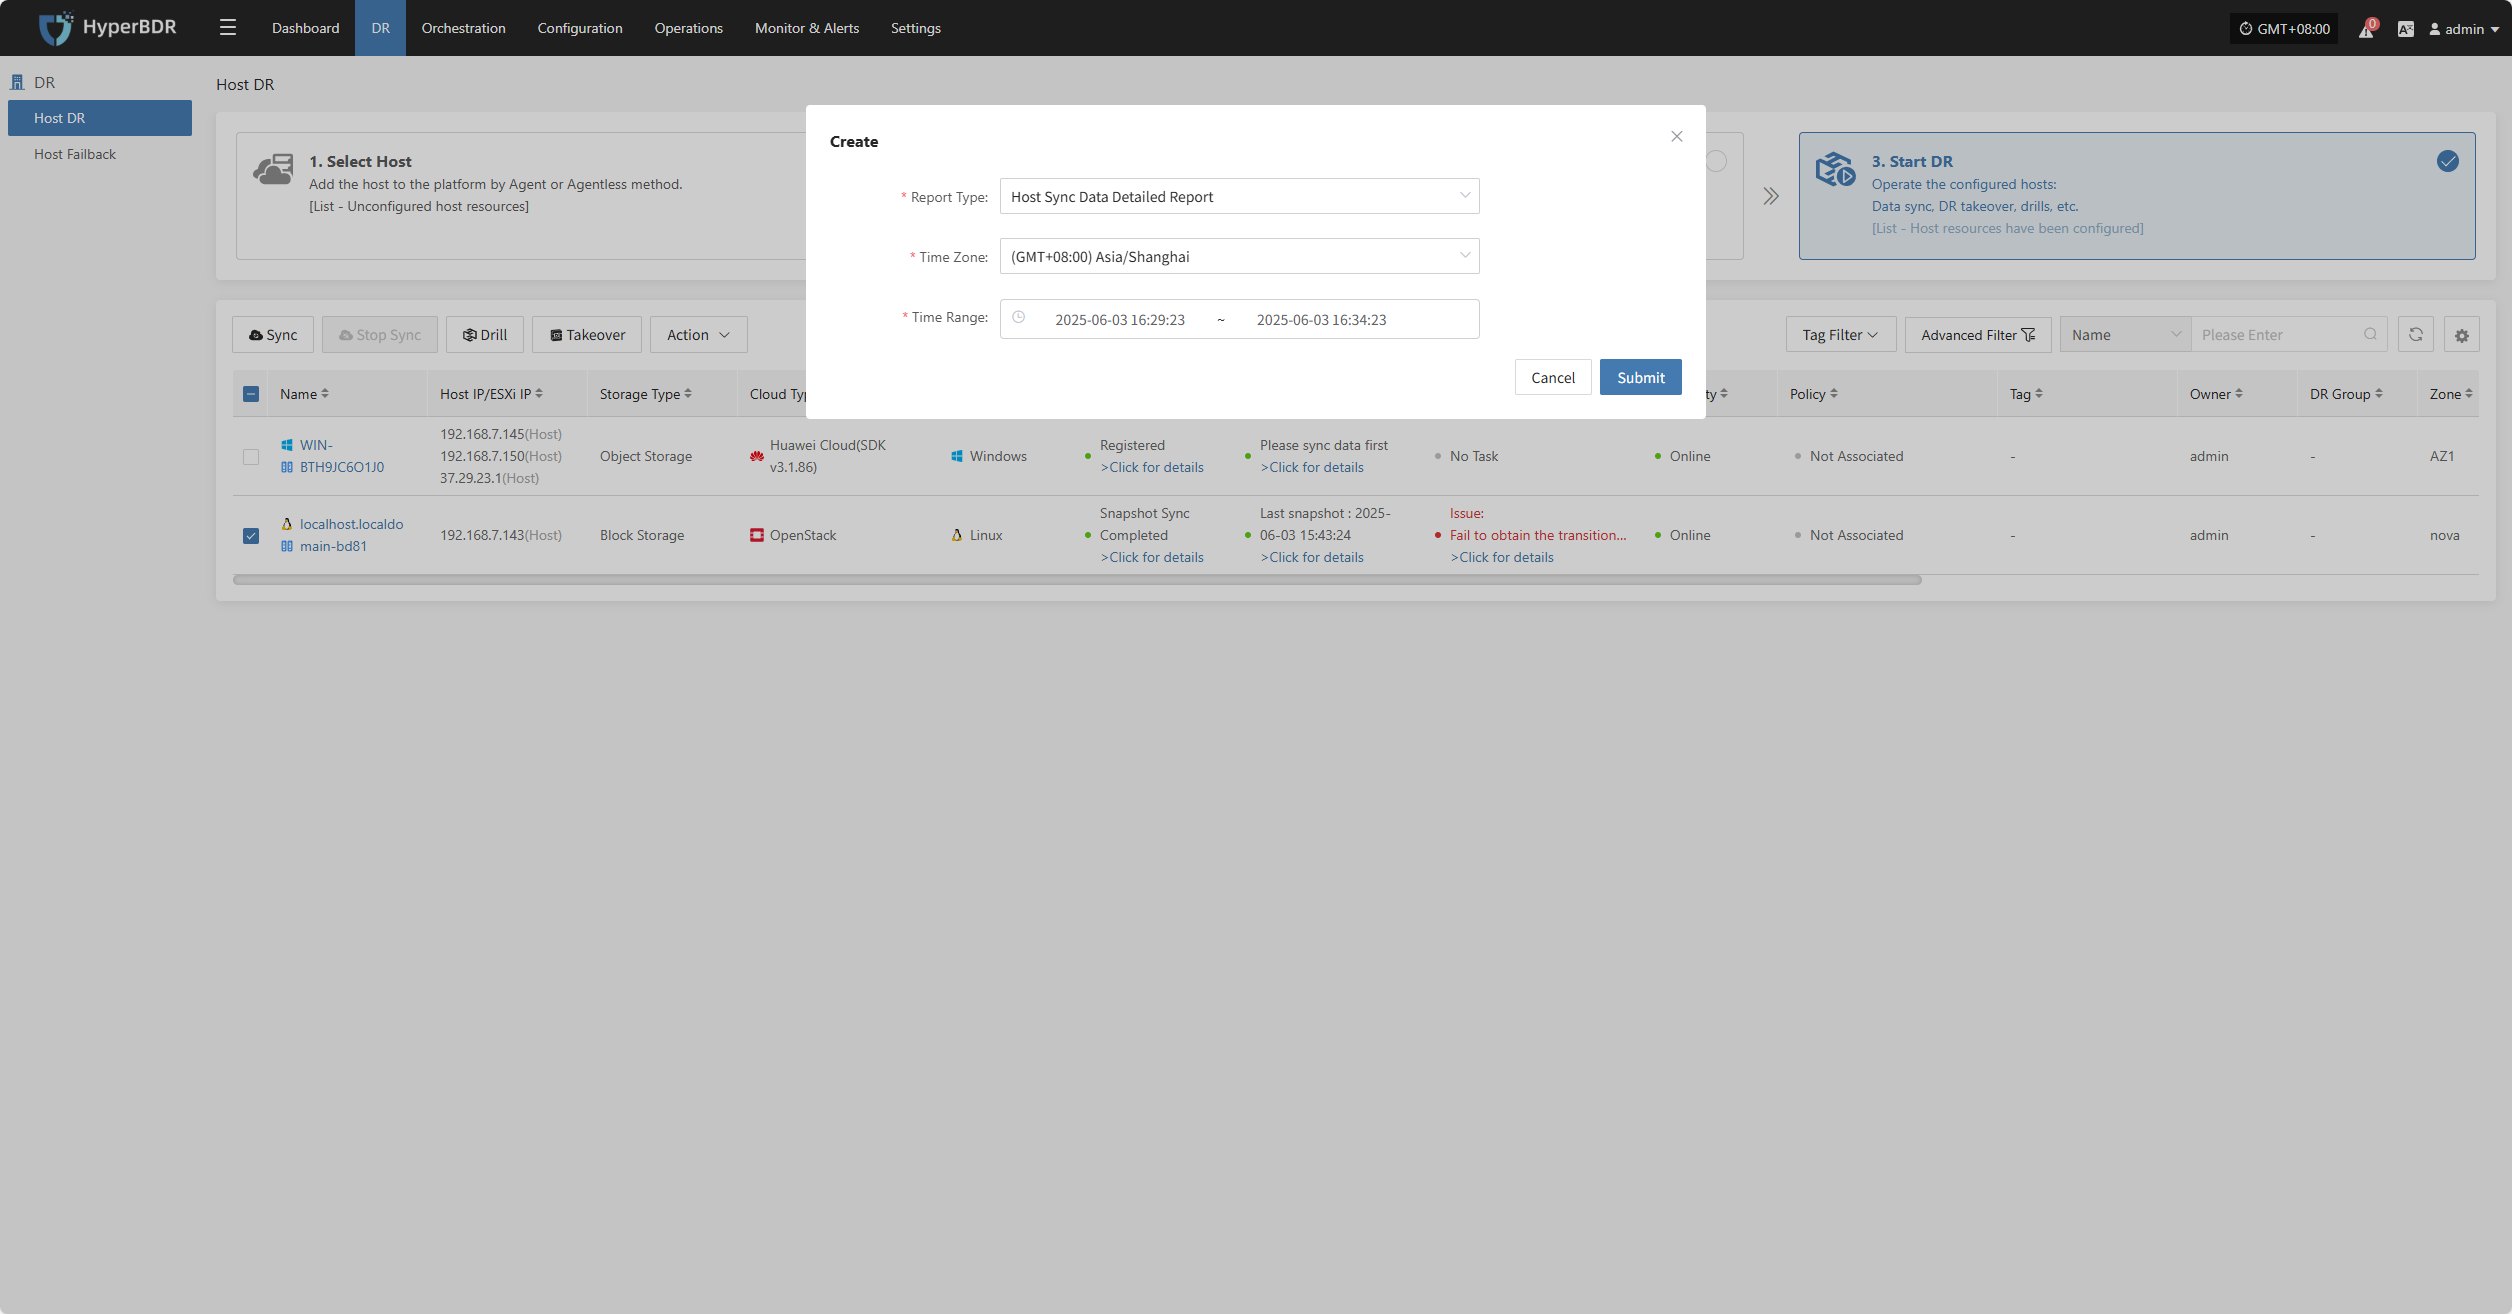 HyperBDR
Dashboard
DR
Orchestration
Configuration
Operations
Monitor & Alerts
Settings
GMT+08:00
0
admin
DR
Host DR
Host Failback
Host DR
1. Select Host
Add the host to the platform by Agent or Agentless method.
[List - Unconfigured host resources]
3. Start DR
Operate the configured hosts:
Data sync, DR takeover, drills, etc.
[List - Host resources have been configured]
Create
* Report Type: Host Sync Data Detailed Report
* Time Zone: (GMT+08:00) Asia/Shanghai
* Time Range: 2025-06-03 16:29:23 ~ 2025-06-03 16:34:23
Cancel
Submit
Sync
Stop Sync
Drill
Takeover
Action
Tag Filter
Advanced Filter
Name
Please Enter
Name
Host IP/ESXi IP
Storage Type
Cloud Typ
ty
Policy
Tag
Owner
DR Group
Zone
WIN-
BTH9JC6O1J0
192.168.7.145(Host)
192.168.7.150(Host)
37.29.23.1(Host)
Object Storage
Huawei Cloud(SDK
v3.1.86)
Windows
Registered
>Click for details
Please sync data first
>Click for details
No Task
Online
Not Associated
-
admin
-
AZ1
localhost.localdo
main-bd81
192.168.7.143(Host)
Block Storage
OpenStack
Linux
Snapshot Sync
Completed
>Click for details
Last snapshot : 2025-
06-03 15:43:24
>Click for details
Issue:
Fail to obtain the transition...
>Click for details
Online
Not Associated
-
admin
-
nova